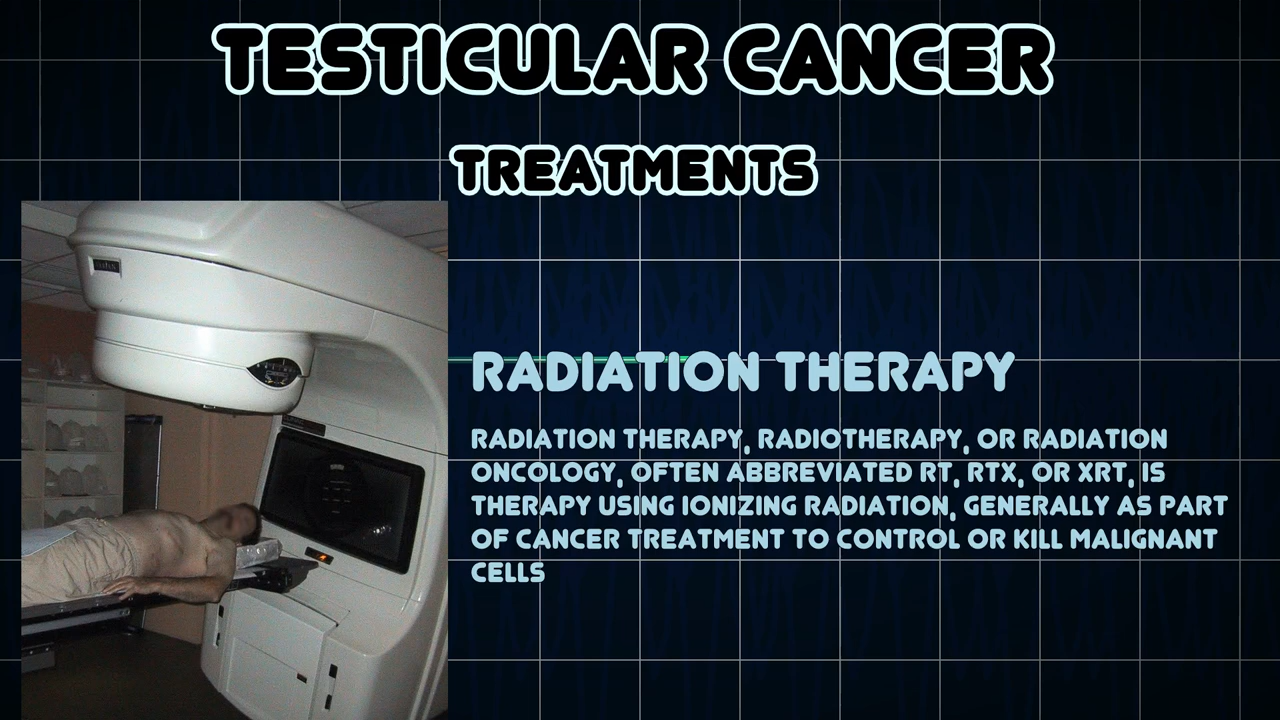 TESTICULAR CANCER
TREATMENTS
RADIATION THERAPY
RADIATION THERAPY, RADIOTHERAPY, OR RADIATION
ONCOLOGY, OFTEN ABBREVIATED RT, RTX, OR XRT, IS
THERAPY USING IONIZING RADIATION, GENERALLY AS PART
OF CANCER TREATMENT TO CONTROL OR KILL MALIGNANT
CELLS